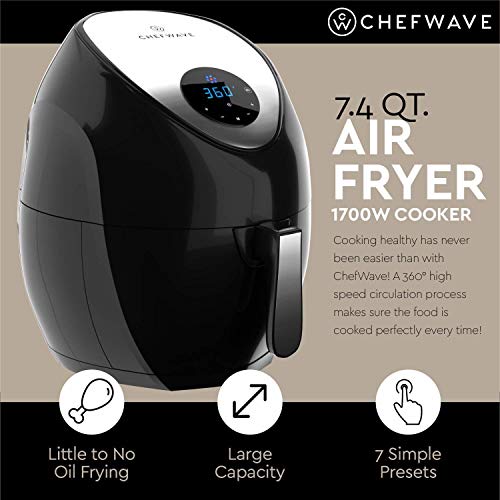 CW CHEFWAVE
CHEFWAVE
360°
7.4 QT.
AIR
FRYER
1700W COOKER
Cooking healthy has never
been easier than with
ChefWave! A 360° high
speed circulation process
makes sure the food is
cooked perfectly every time!
Little to No
Oil Frying
Large
Capacity
7 Simple
Presets